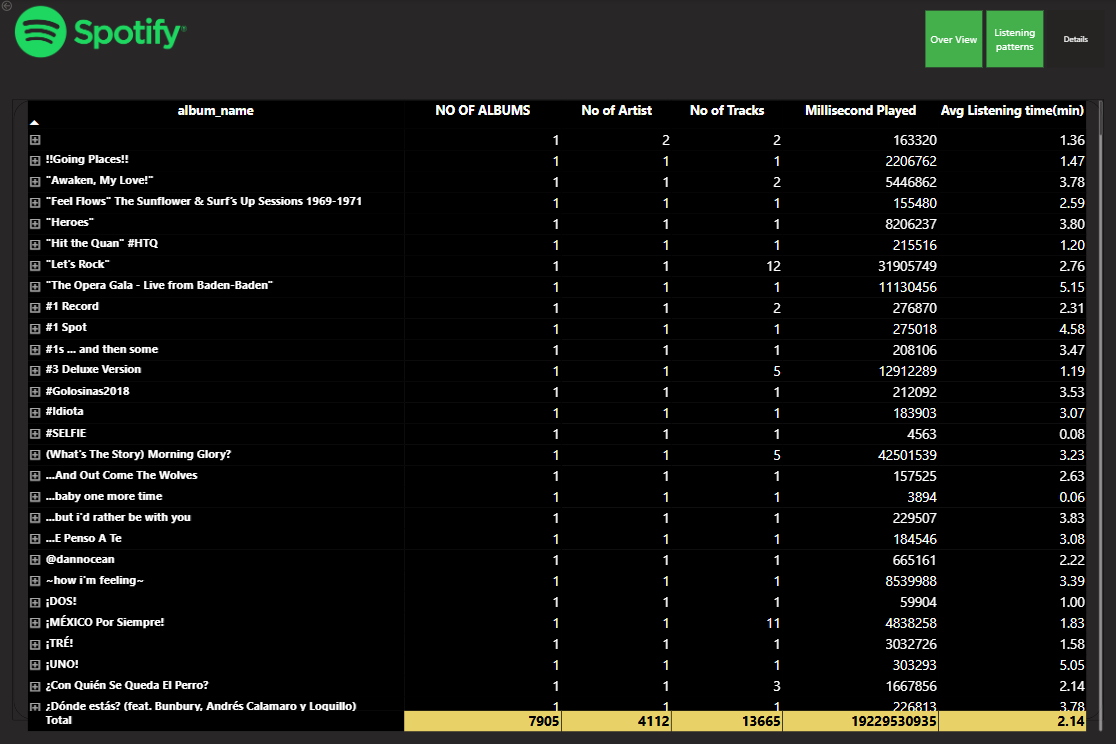 Spotify®
Over View
Listening patterns
Details
album_name NO OF ALBUMS No of Artist No of Tracks Millisecond Played Avg Listening time(min)
1 2 2 163320 1.36
!!Going Places!! 1 1 1 2206762 1.47
"Awaken, My Love!" 1 1 2 5446862 3.78
"Feel Flows" The Sunflower & Surf's Up Sessions 1969-1971 1 1 1 155480 2.59
"Heroes" 1 1 1 8206237 3.80
"Hit the Quan" #HTQ 1 1 1 215516 1.20
"Let's Rock" 1 1 12 31905749 2.76
"The Opera Gala - Live from Baden-Baden" 1 1 1 11130456 5.15
#1 Record 1 1 2 276870 2.31
#1 Spot 1 1 1 275018 4.58
#1s ... and then some 1 1 1 208106 3.47
#3 Deluxe Version 1 1 5 12912289 1.19
#Golosinas2018 1 1 1 212092 3.53
#Idiota 1 1 1 183903 3.07
#SELFIE 1 1 1 4563 0.08
(What's The Story) Morning Glory? 1 1 5 42501539 3.23
...And Out Come The Wolves 1 1 1 157525 2.63
...baby one more time 1 1 1 3894 0.06
...but i'd rather be with you 1 1 1 229507 3.83
...E Penso A Te 1 1 1 184546 3.08
@dannocean 1 1 1 665161 2.22
~how i'm feeling~ 1 1 1 8539988 3.39
¡DOS! 1 1 1 59904 1.00
¡MÉXICO Por Siempre! 1 1 11 4838258 1.83
¡TRÉ! 1 1 1 3032726 1.58
¡UNO! 1 1 1 303293 5.05
¿Con Quién Se Queda El Perro? 1 1 3 1667856 2.14
¿Dónde estás? (feat. Bunbury, Andrés Calamaro y Loquillo) 1 1 1 226813 3.78
Total 7905 4112 13665 19229530935 2.14